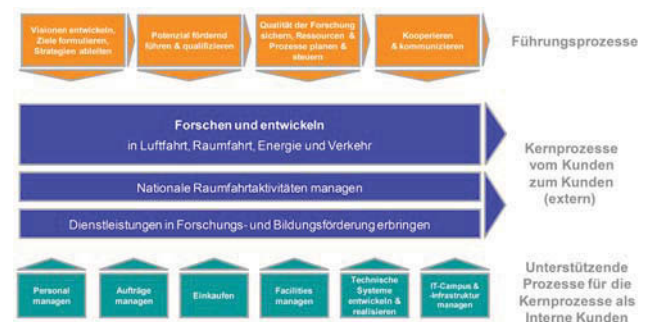 Visionen entwickeln,
Ziele formulieren,
Strategien ableiten
Potenzial fördernd
führen & qualifizieren
Qualität der Forschung
sichern, Ressourcen &
Prozesse planen &
steuern
Kooperieren
& kommunizieren
Führungsprozesse
Forschen und entwickeln
in Luftfahrt, Raumfahrt, Energie und Verkehr
Nationale Raumfahrtaktivitäten managen
Dienstleistungen in Forschungs- und Bildungsförderung erbringen
Kernprozesse
vom Kunden
zum Kunden
(extern)
Personal
managen
Aufträge
managen
Einkaufen
Facilities
managen
Technische
Systeme
entwickeln &
realisieren
IT-Campus &
-Infrastruktur
managen
Unterstützende
Prozesse für die
Kernprozesse als
Interne Kunden